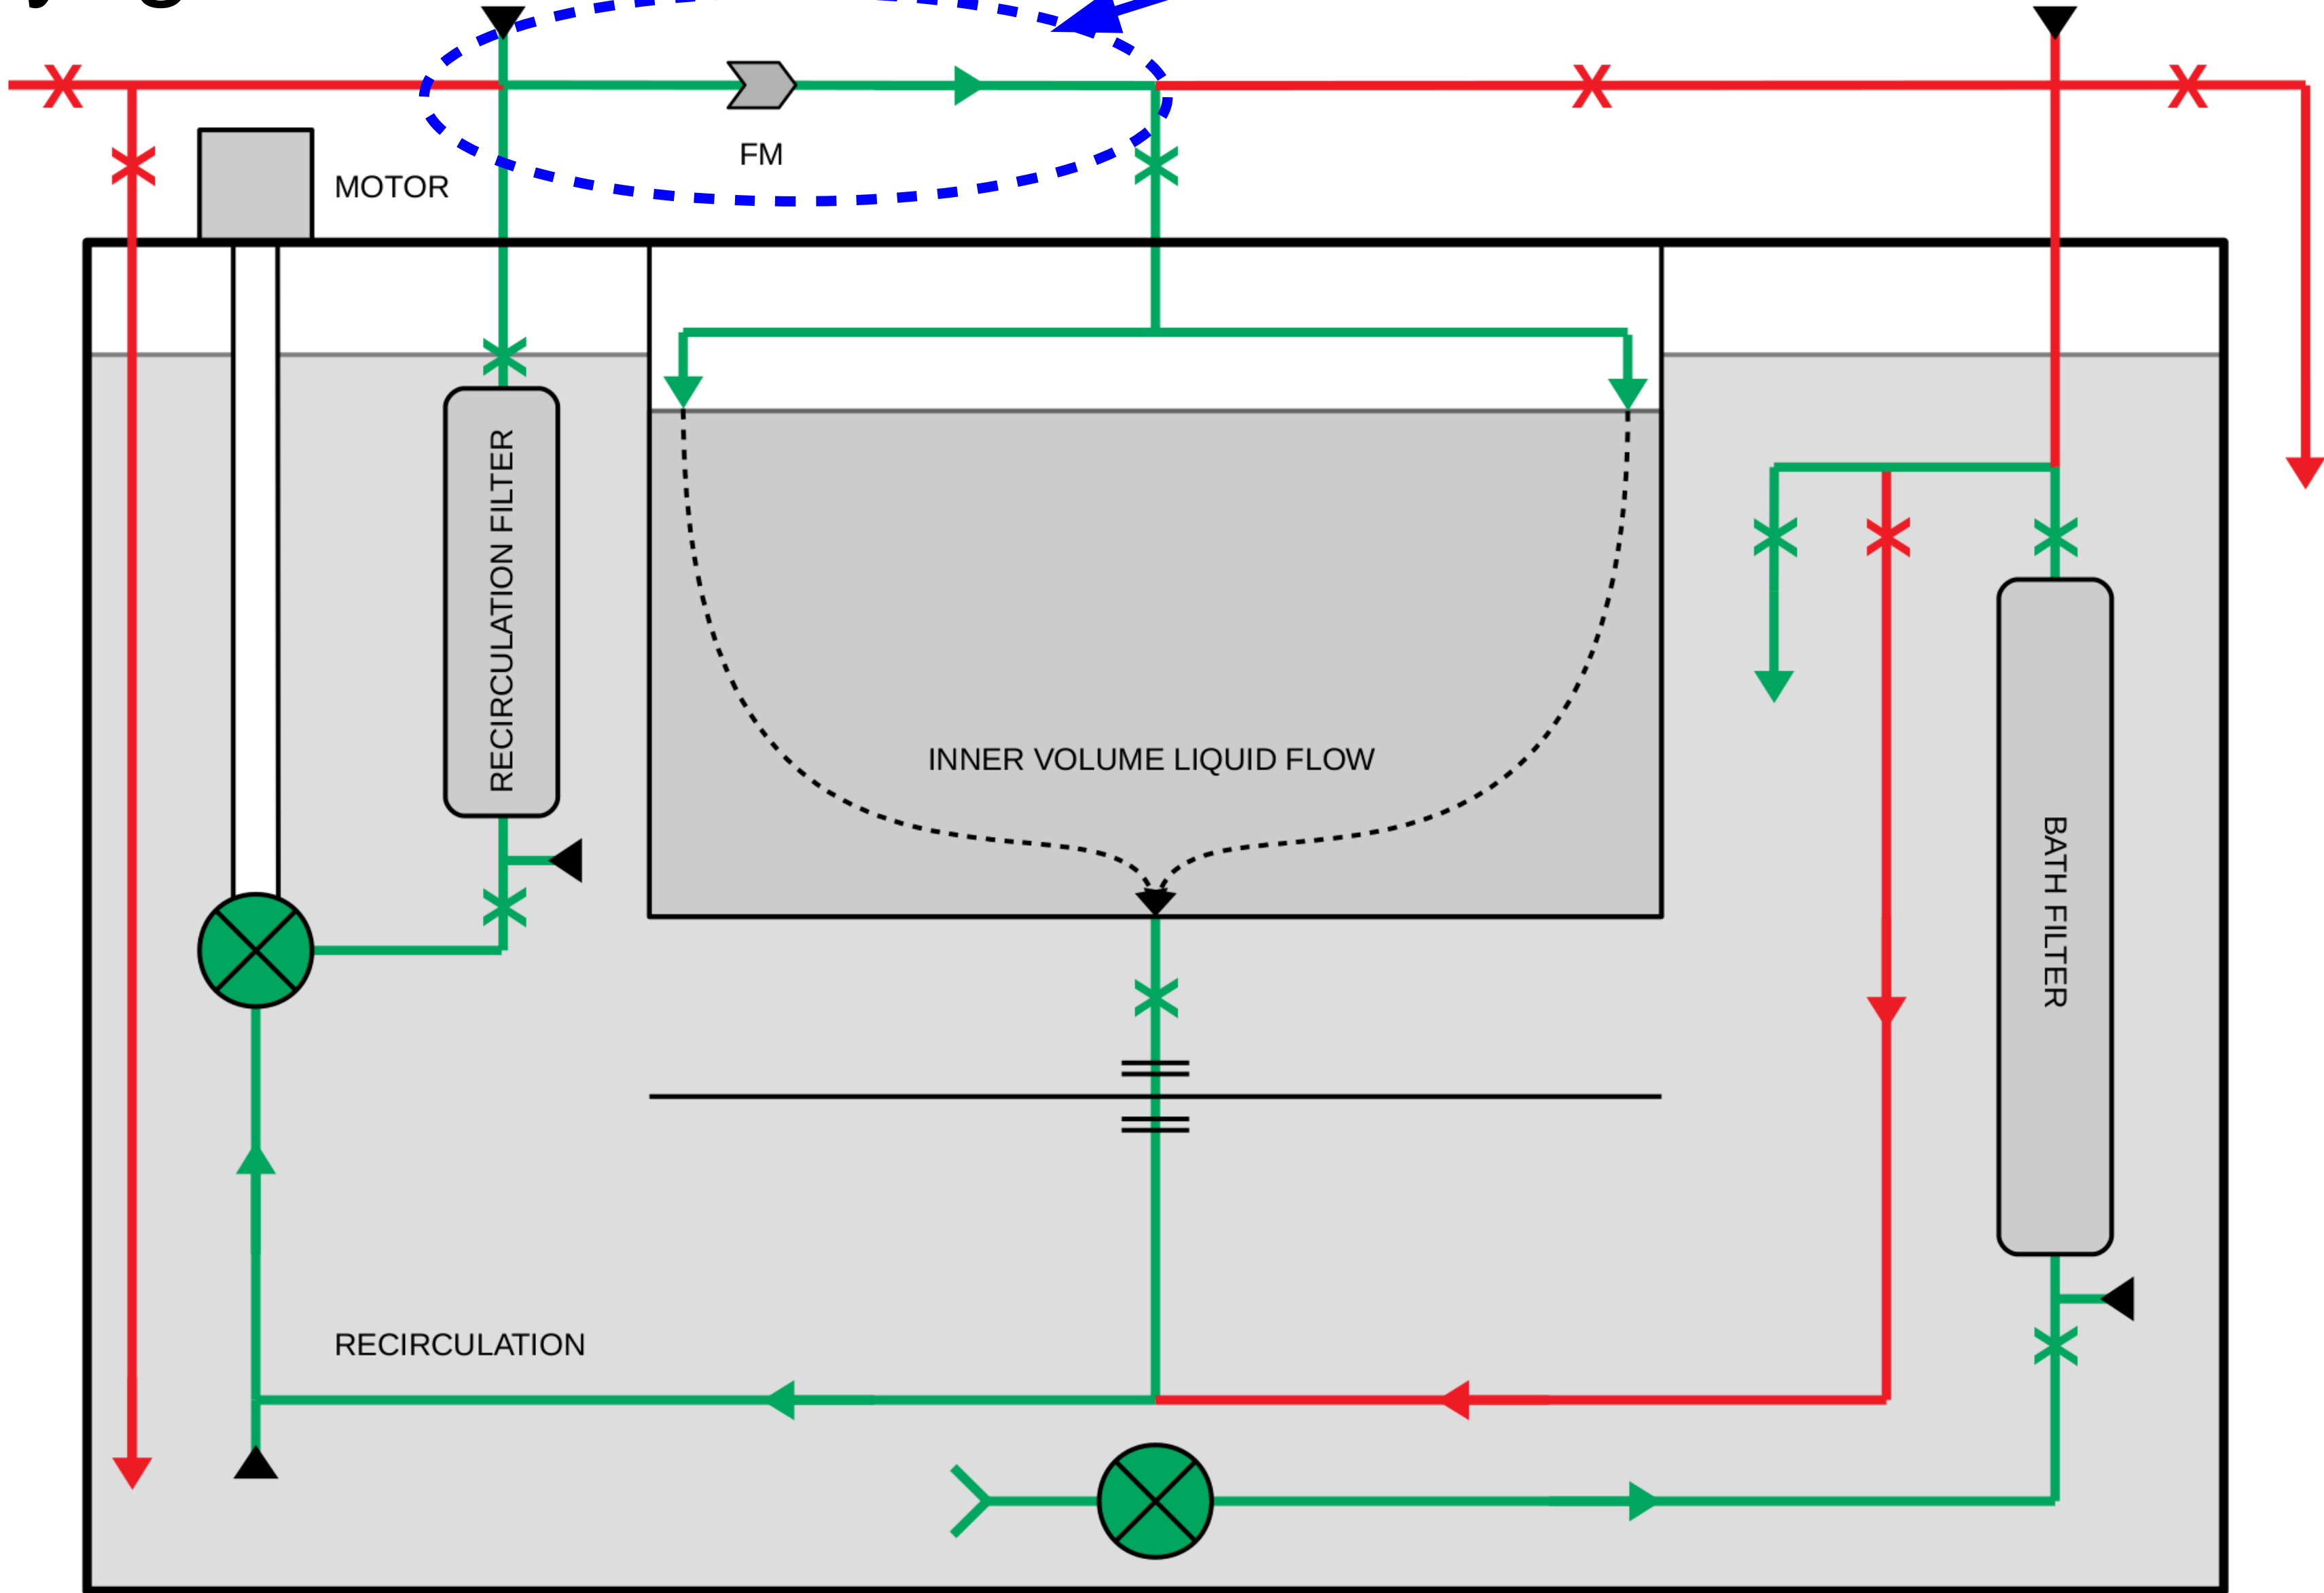 FM
MOTOR
RECIRCULATION FILTER
INNER VOLUME LIQUID FLOW
BATH FILTER
RECIRCULATION